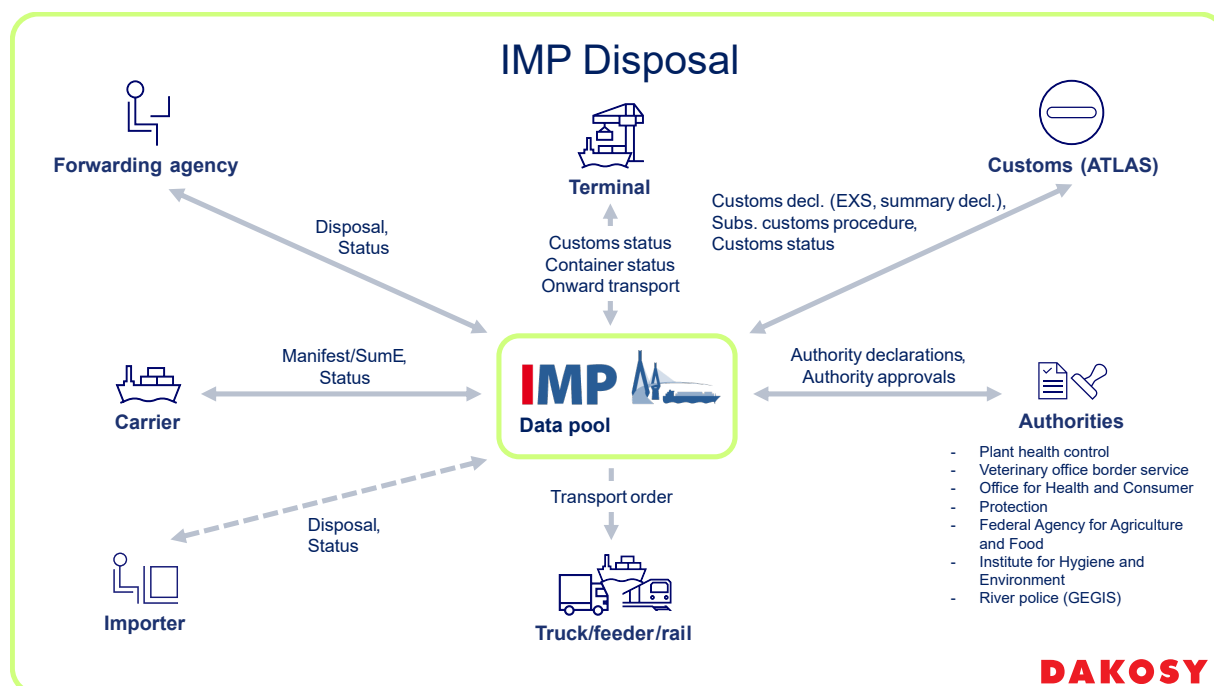 IMP Disposal
Forwarding agency
Terminal
Customs (ATLAS)
Disposal,
Status
Customs status
Container status
Onward transport
Customs decl. (EXS, summary decl.),
Subs. customs procedure,
Customs status
Manifest/SumE,
Status
Carrier
IMP
Data pool
Authority declarations,
Authority approvals
Authorities
- Plant health control
- Veterinary office border service
- Office for Health and Consumer
- Protection
- Federal Agency for Agriculture
and Food
- Institute for Hygiene and
Environment
- River police (GEGIS)
Disposal,
Status
Importer
Transport order
Truck/feeder/rail
DAKOSY